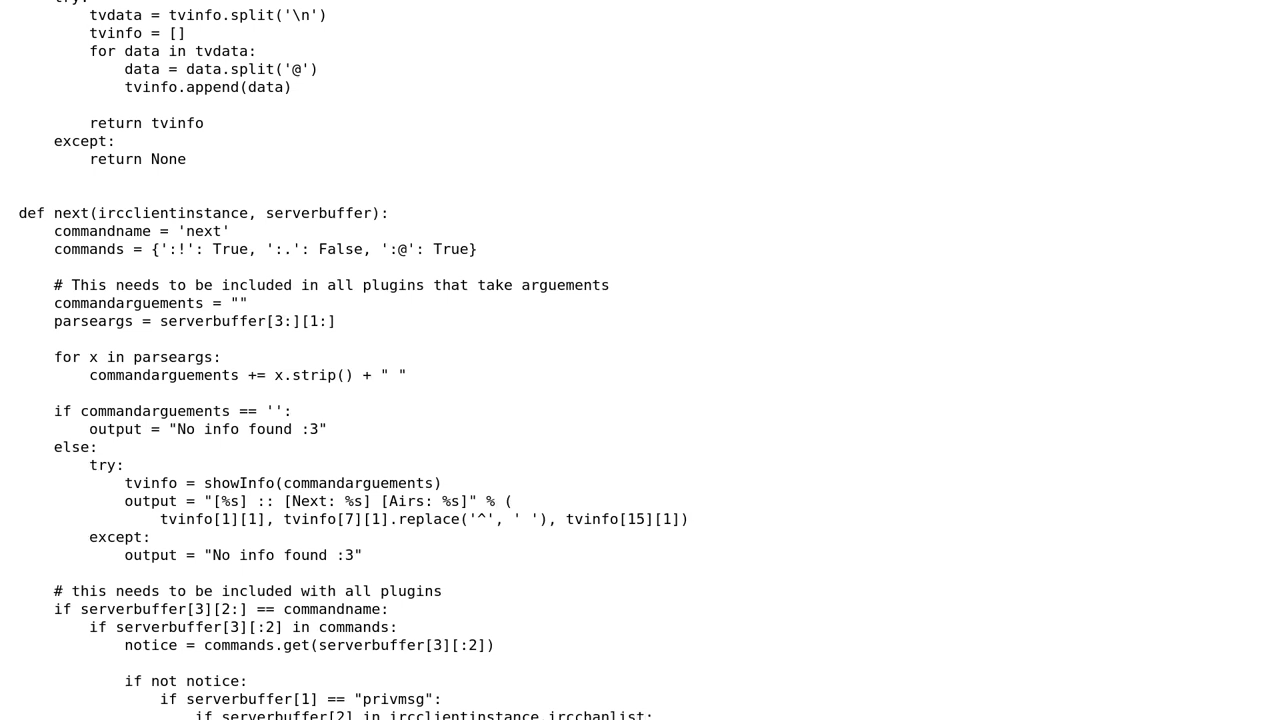 try:
        tvdata = tvinfo.split('\n')
        tvinfo = []
        for data in tvdata:
            data = data.split('@')
            tvinfo.append(data)

        return tvinfo
    except:
        return None


def next(ircclientinstance, serverbuffer):
    commandname = 'next'
    commands = {':!': True, ':.': False, ':@': True}

    # This needs to be included in all plugins that take arguements
    commandarguements = ""
    parseargs = serverbuffer[3:][1:]

    for x in parseargs:
        commandarguements += x.strip() + " "

    if commandarguements == '':
        output = "No info found :3"
    else:
        try:
            tvinfo = showInfo(commandarguements)
            output = "[%s] :: [Next: %s] [Airs: %s]" % (
                tvinfo[1][1], tvinfo[7][1].replace('^', ' '), tvinfo[15][1])
        except:
            output = "No info found :3"

    # this needs to be included with all plugins
    if serverbuffer[3][2:] == commandname:
        if serverbuffer[3][:2] in commands:
            notice = commands.get(serverbuffer[3][:2])

            if not notice:
                if serverbuffer[1] == "privmsg":
                    if serverbuffer[2] in ircclientinstance.ircchanlist: